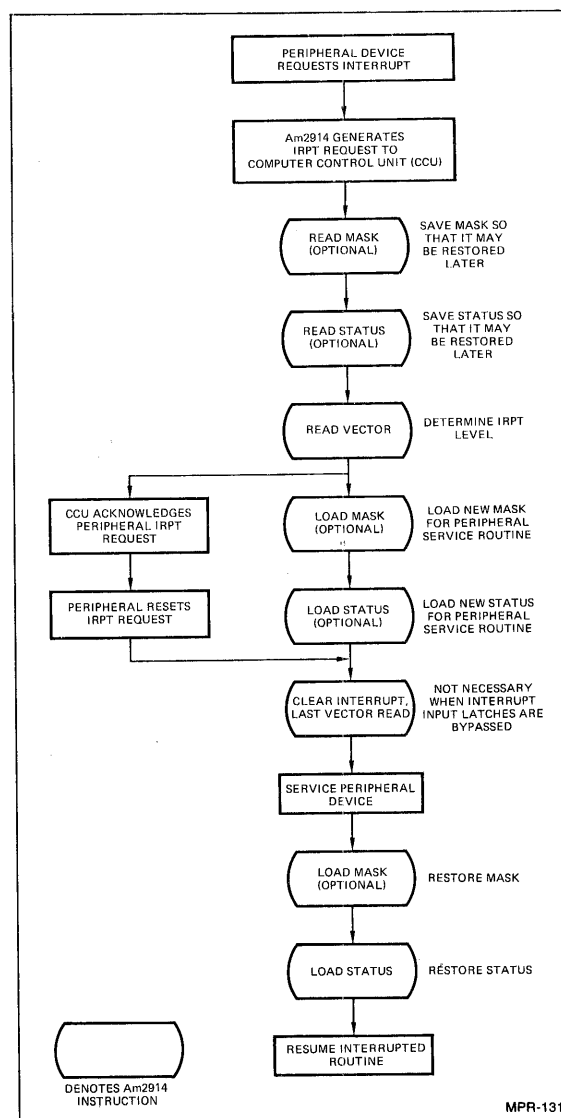 PERIPHERAL DEVICE
REQUESTS INTERRUPT
Am2914 GENERATES
IRPT REQUEST TO
COMPUTER CONTROL UNIT (CCU)
READ MASK
(OPTIONAL)
SAVE MASK SO
THAT IT MAY
BE RESTORED
LATER
READ STATUS
(OPTIONAL)
SAVE STATUS SO
THAT IT MAY
BE RESTORED
LATER
READ VECTOR
DETERMINE IRPT
LEVEL
CCU ACKNOWLEDGES
PERIPHERAL IRPT
REQUEST
LOAD MASK
(OPTIONAL)
LOAD NEW MASK
FOR PERIPHERAL
SERVICE ROUTINE
PERIPHERAL RESETS
IRPT REQUEST
LOAD STATUS
(OPTIONAL)
LOAD NEW STATUS
FOR PERIPHERAL
SERVICE ROUTINE
CLEAR INTERRUPT,
LAST VECTOR READ
NOT NECESSARY
WHEN INTERRUPT
INPUT LATCHES ARE
BYPASSED
SERVICE PERIPHERAL
DEVICE
LOAD MASK
(OPTIONAL)
RESTORE MASK
LOAD STATUS
RESTORE STATUS
RESUME INTERRUPTED
ROUTINE
DENOTES Am2914
INSTRUCTION
MPR-131